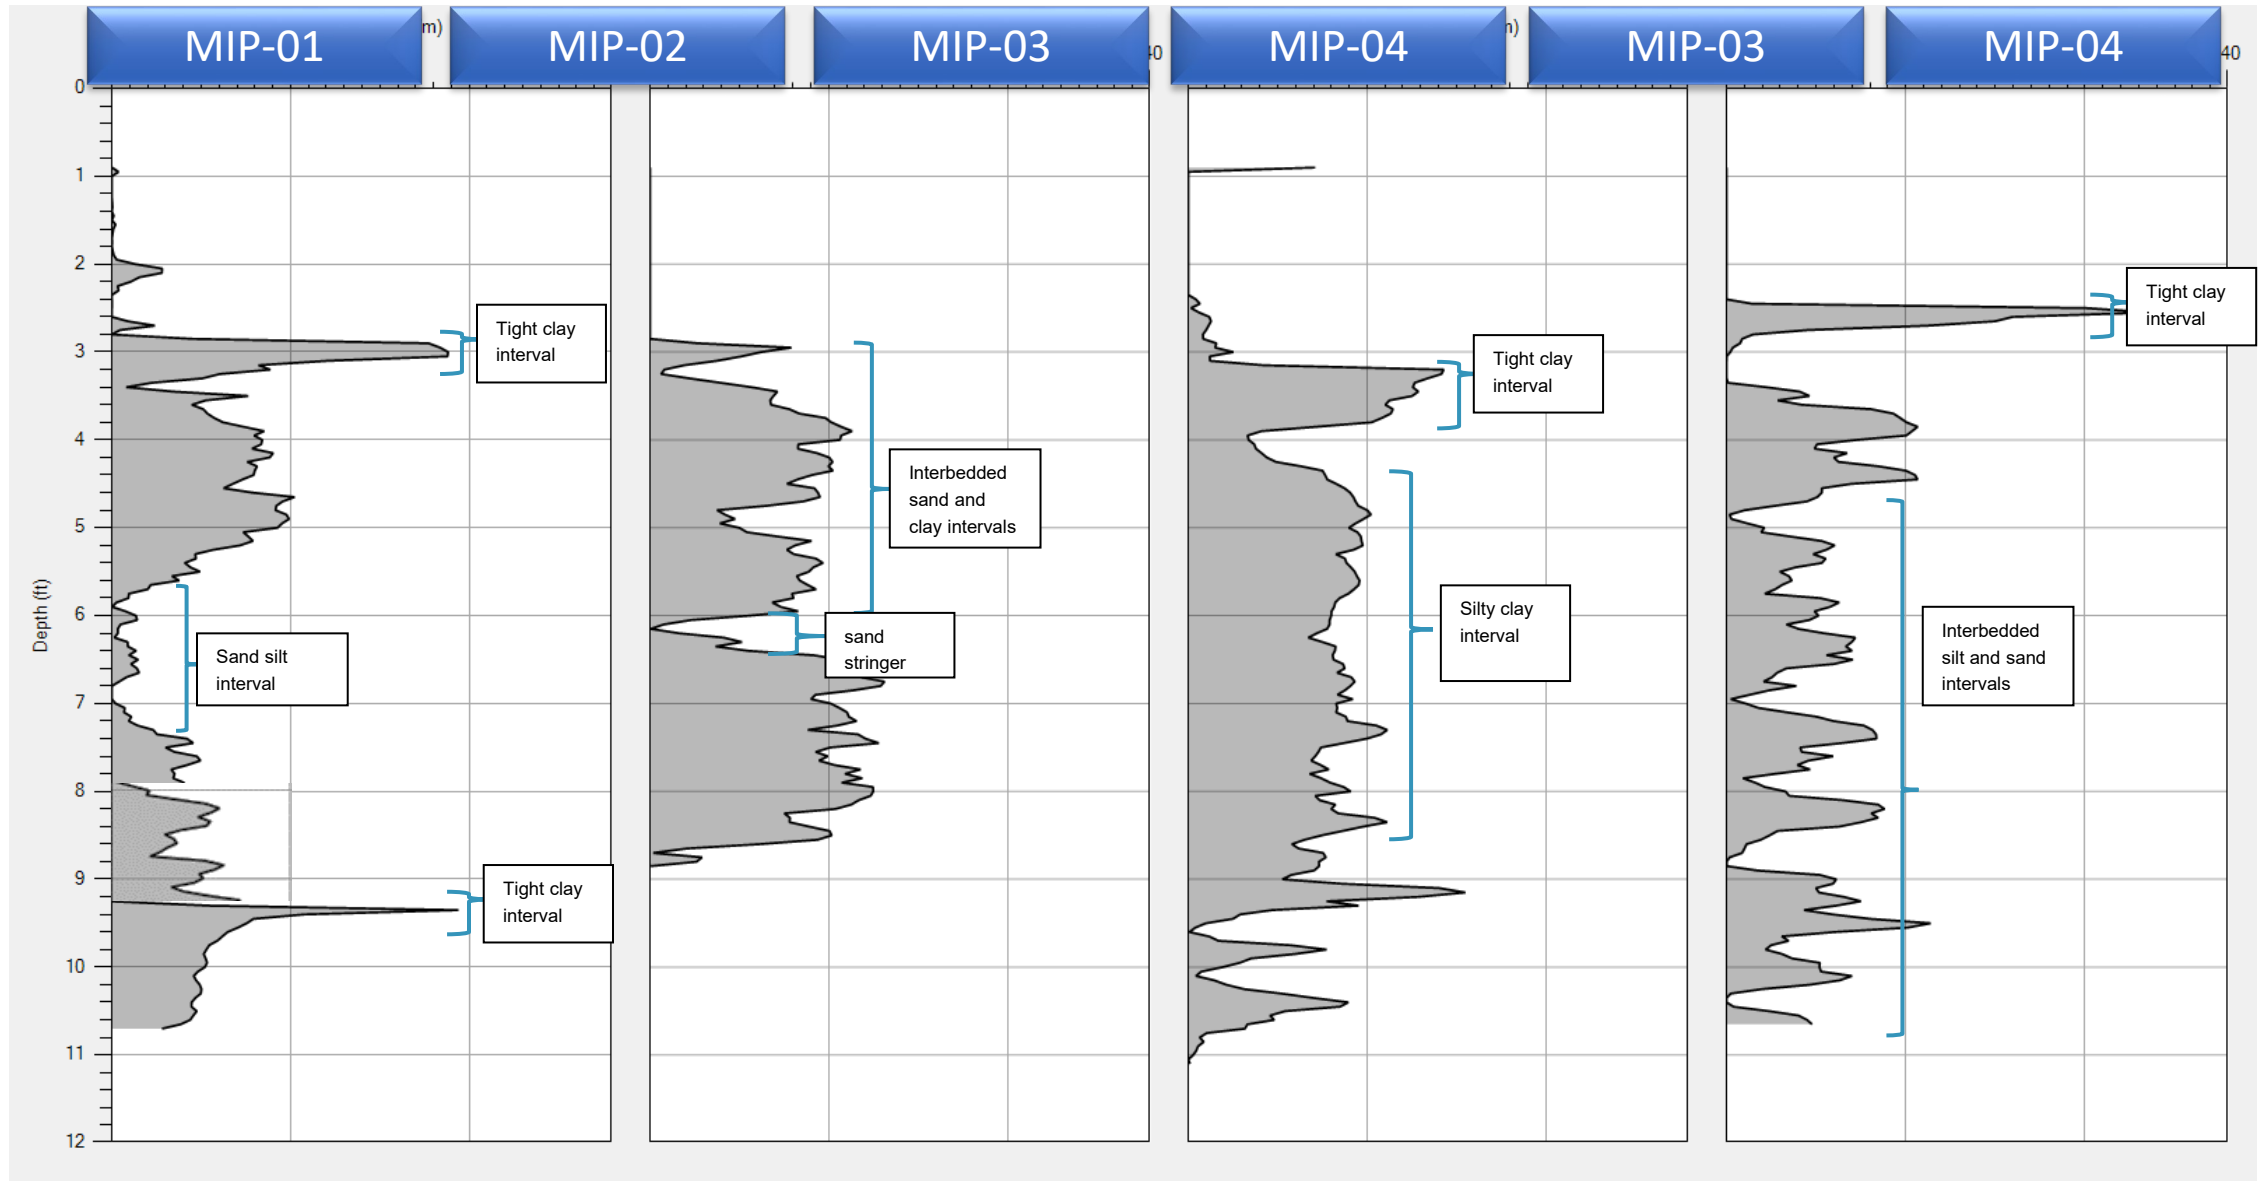 MIP-01
m)
MIP-02
MIP-03
40
MIP-04
m)
MIP-03
MIP-04
40
Depth (ft)
0
1
2
3
4
5
6
7
8
9
10
11
12
Tight clay
interval
Sand silt
interval
Tight clay
interval
Interbedded
sand and
clay intervals
sand
stringer
Tight clay
interval
Silty clay
interval
Tight clay
interval
Interbedded
silt and sand
intervals